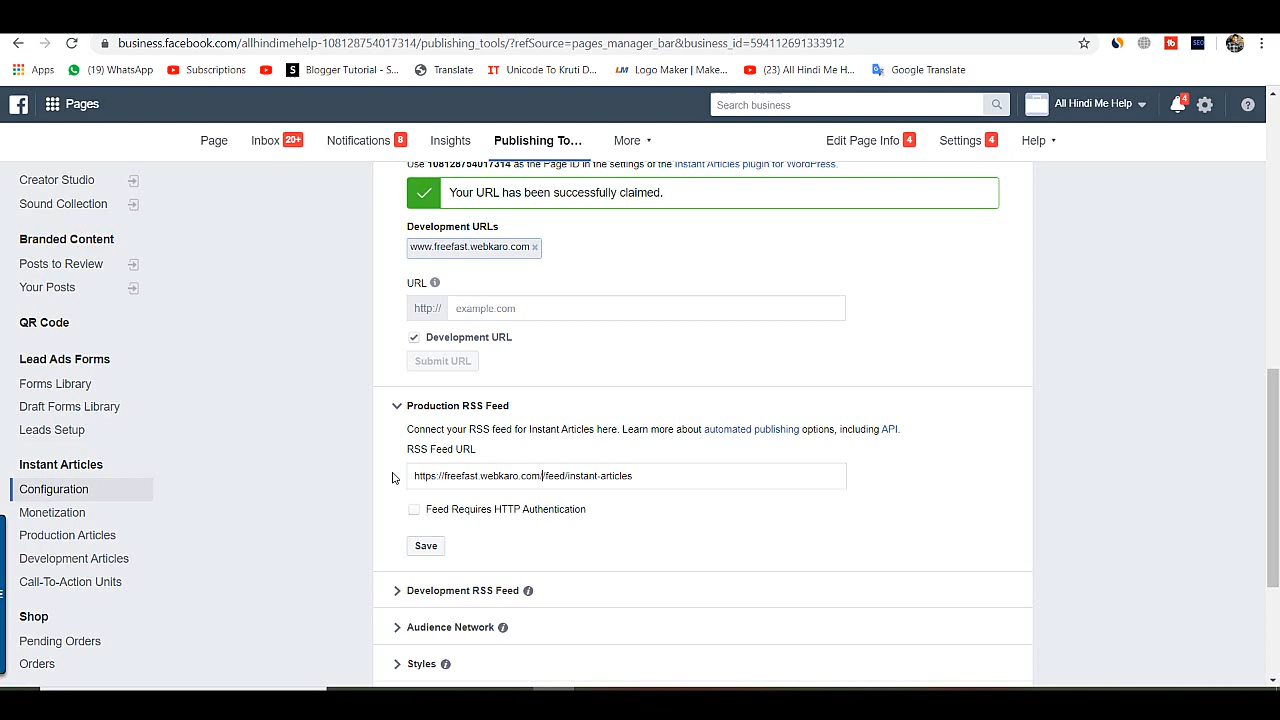 business.facebook.com/allhindimehelp-108128754017314/publishing_tools/?refSource=pages_manager_bar&business_id=594112691333912
Apps (19) WhatsApp Subscriptions Blogger Tutorial - S... Translate Unicode To Kruti D... Logo Maker | Make... (23) All Hindi Me H... Google Translate
Pages Search business All Hindi Me Help 4
Page Inbox 20+ Notifications 8 Insights Publishing To... More Edit Page Info 4 Settings 4 Help
Creator Studio
Sound Collection
Branded Content
Posts to Review
Your Posts
QR Code
Lead Ads Forms
Forms Library
Draft Forms Library
Leads Setup
Instant Articles
Configuration
Monetization
Production Articles
Development Articles
Call-To-Action Units
Shop
Pending Orders
Orders
Use 108128754017314 as the Page ID in the settings of the Instant Articles plugin for WordPress.
Your URL has been successfully claimed.
Development URLs
www.freefast.webkaro.com ×
URL
http:// example.com
Development URL
Submit URL
Production RSS Feed
Connect your RSS feed for Instant Articles here. Learn more about automated publishing options, including API.
RSS Feed URL
https://freefast.webkaro.com//feed/instant-articles
Feed Requires HTTP Authentication
Save
Development RSS Feed
Audience Network
Styles